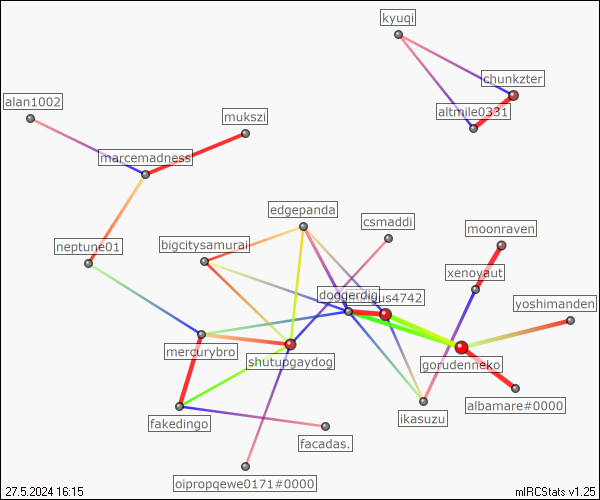 kyuqi
chunkzter
alan1002
altmile0331
mukszi
marcemadness
edgepanda
csmaddi
moonraven
neptune01
bigcitysamurai
xenoyaut
doggerdig
us4742
yoshimanden
mercurybro
shutupgaydog
gorudenneko
albamare#0000
fakedingo
ikasuzu
facadas.
oipropqewe0171#0000
27.5.2024 16:15
mIRCStats v1.25